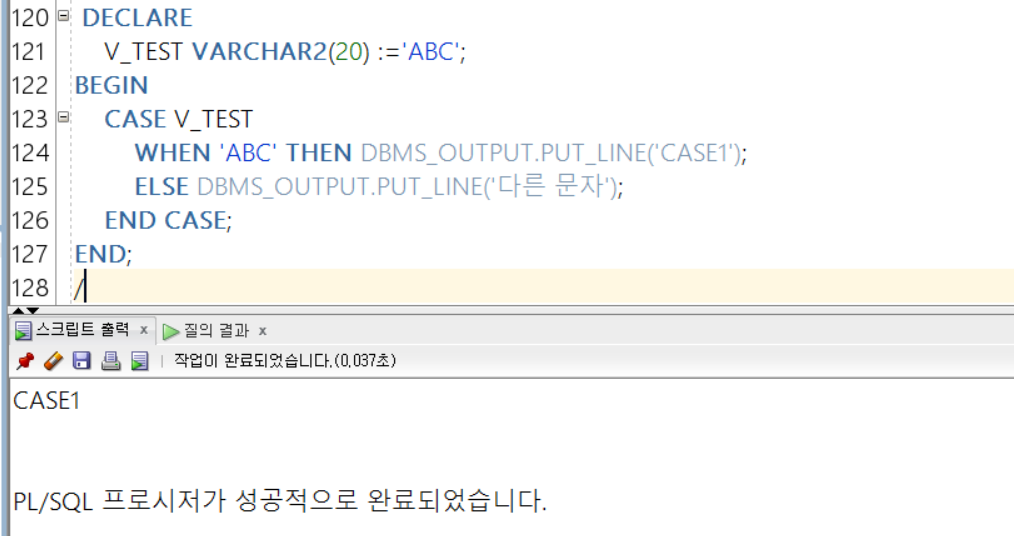 120 DECLARE
121 V_TEST VARCHAR2(20) :='ABC';
122 BEGIN
123 CASE V_TEST
124 WHEN 'ABC' THEN DBMS_OUTPUT.PUT_LINE('CASE1');
125 ELSE DBMS_OUTPUT.PUT_LINE('다른 문자');
126 END CASE;
127 END;
128 /
스크립트 출력 x 질의 결과 x
작업이 완료되었습니다.(0,037초)
CASE1
PL/SQL 프로시저가 성공적으로 완료되었습니다.